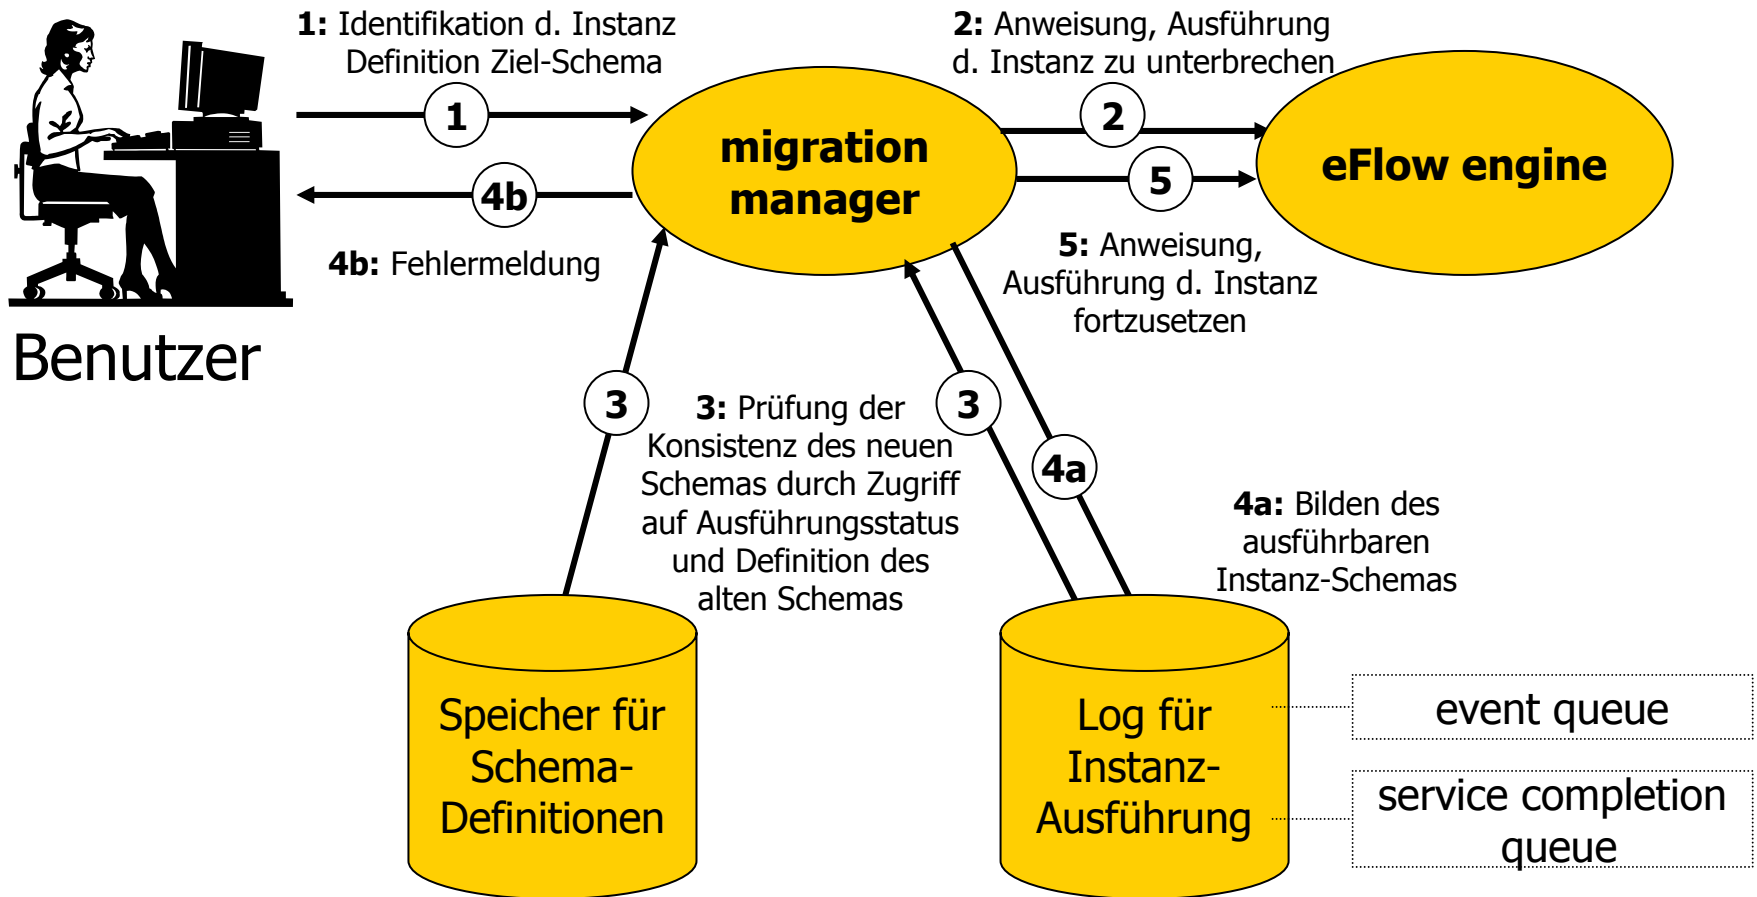 1: Identifikation d. Instanz
Definition Ziel-Schema
2: Anweisung, Ausführung
d. Instanz zu unterbrechen
1
2
migration
manager
eFlow engine
4b
5
4b: Fehlermeldung
5: Anweisung,
Ausführung d. Instanz
fortzusetzen
Benutzer
3
3: Prüfung der
Konsistenz des neuen
Schemas durch Zugriff
auf Ausführungsstatus
und Definition des
alten Schemas
3
4a
4a: Bilden des
ausführbaren
Instanz-Schemas
Speicher für
Schema-
Definitionen
Log für
Instanz-
Ausführung
event queue
service completion
queue